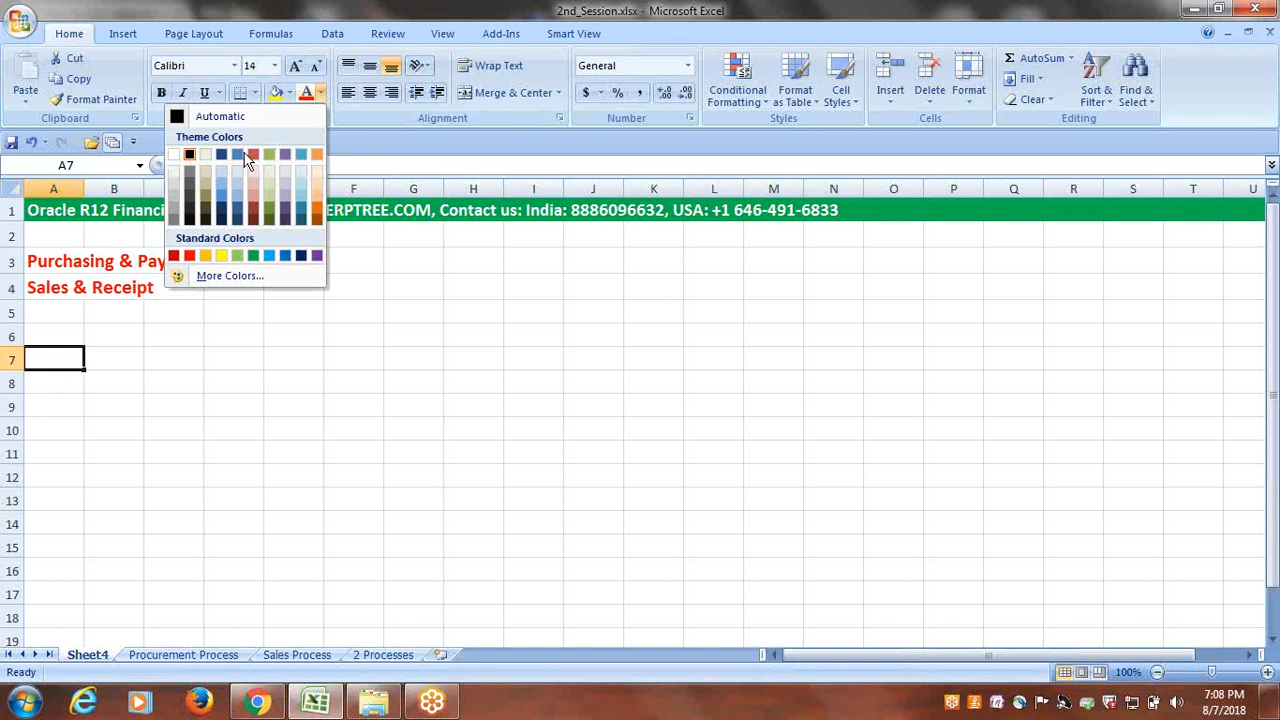 2nd_Session.xlsx - Microsoft Excel
Home Insert Page Layout Formulas Data Review View Add-Ins Smart View
Paste
Cut
Copy
Format Painter
Clipboard
Calibri 14
B I U
Wrap Text
Merge & Center
Alignment
General
$ % ,
Number
Conditional Formatting
Format as Table
Cell Styles
Styles
Insert Delete Format
Cells
Σ AutoSum
Fill
Clear
Sort & Filter
Find & Select
Editing
Automatic
Theme Colors
Standard Colors
More Colors...
A7
A B F G H I J K L M N O P Q R S T U
1 Oracle R12 Financi ERPTREE.COM, Contact us: India: 8886096632, USA: +1 646-491-6833
2
3 Purchasing & Pay
4 Sales & Receipt
5
6
7
8
9
10
11
12
13
14
15
16
17
18
19
Sheet4 Procurement Process Sales Process 2 Processes
Ready 100%
7:08 PM
8/7/2018